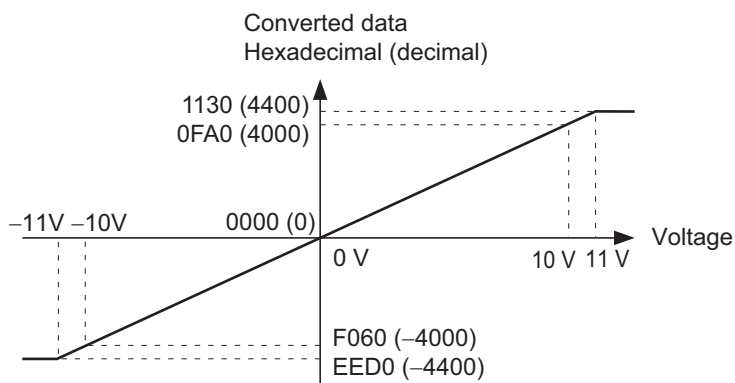 Converted data
Hexadecimal (decimal)
1130 (4400)
0FA0 (4000)
−11V −10V
0000 (0)
Voltage
0 V
10 V
11 V
F060 (−4000)
EED0 (−4400)